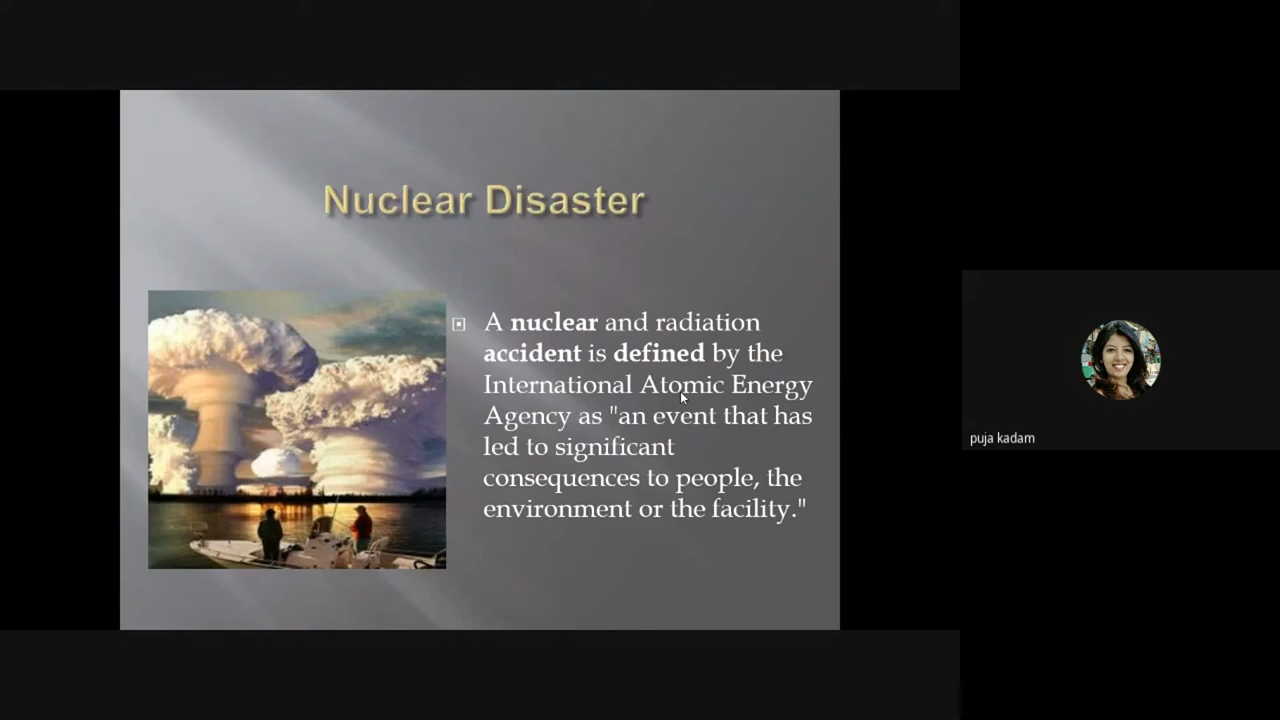 Nuclear Disaster
A nuclear and radiation
accident is defined by the
International Atomic Energy
Agency as "an event that has
led to significant
consequences to people, the
environment or the facility."
puja kadam